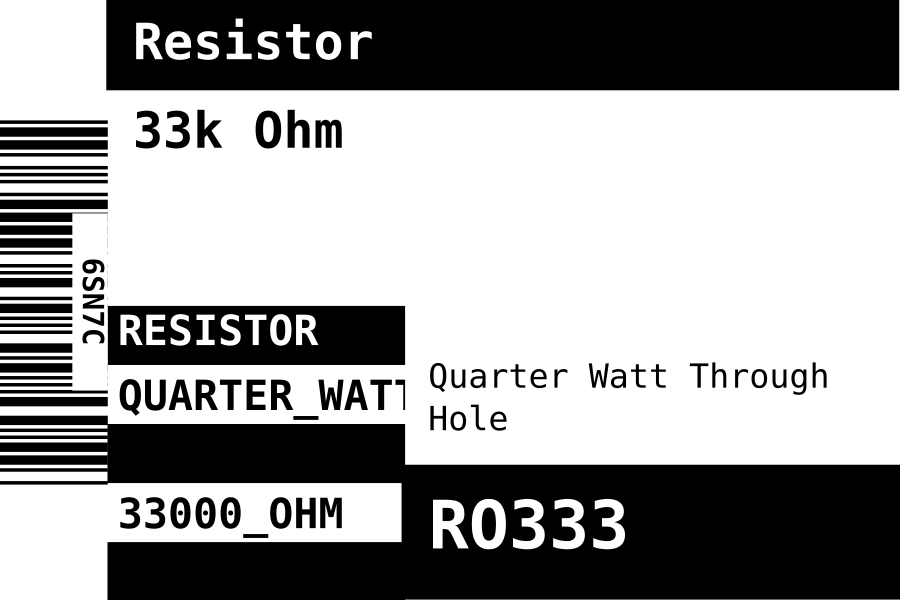 Resistor
33k Ohm
6SN7C
RESISTOR
QUARTER_WATT
33000_OHM
Quarter Watt Through
Hole
RO333